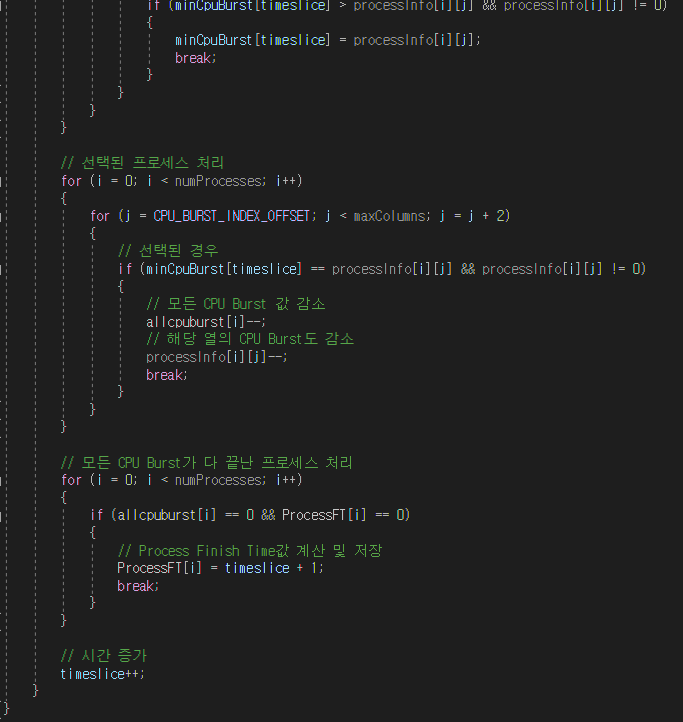 if (minCpuBurst[timeslice] > processInfo[i][j] && processInfo[i][j] != 0)
{
minCpuBurst[timeslice] = processInfo[i][j];
break;
}
}
}
}
// 선택된 프로세스 처리
for (i = 0; i < numProcesses; i++)
{
for (j = CPU_BURST_INDEX_OFFSET; j < maxColumns; j = j + 2)
{
// 선택된 경우
if (minCpuBurst[timeslice] == processInfo[i][j] && processInfo[i][j] != 0)
{
// 모든 CPU Burst 값 감소
allcpuburst[i]--;
// 해당 열의 CPU Burst도 감소
processInfo[i][j]--;
break;
}
}
}
// 모든 CPU Burst가 다 끝난 프로세스 처리
for (i = 0; i < numProcesses; i++)
{
if (allcpuburst[i] == 0 && ProcessFT[i] == 0)
{
// Process Finish Time값 계산 및 저장
ProcessFT[i] = timeslice + 1;
break;
}
}
// 시간 증가
timeslice++;
}
}